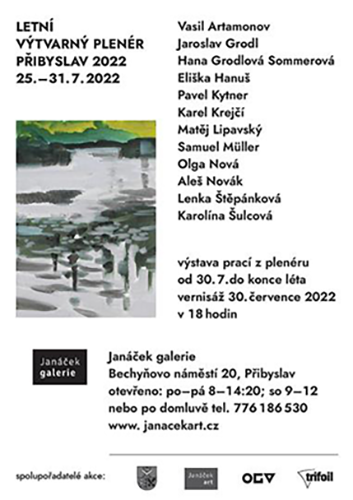 LETNÍ
VÝTVARNÝ PLENÉR
PŘIBYSLAV 2022
25. – 31. 7. 2022
Vasil Artamonov
Jaroslav Grodl
Hana Grodlová Sommerová
Eliška Hanuš
Pavel Kytner
Karel Krejčí
Matěj Lipavský
Samuel Müller
Olga Nová
Aleš Novák
Lenka Štěpánková
Karolína Šulcová
výstava prací z plenéru
od 30. 7. do konce léta
vernisáž 30. července 2022
v 18 hodin
Janáček
galerie
Janáček galerie
Bechyňovo náměstí 20, Přibyslav
otevřeno: po–pá 8–14:20; so 9–12
nebo po domluvě tel. 776 186 530
www. janacekart.cz
spolupořadatelé akce:
Janáček
art
OGV
trifoil